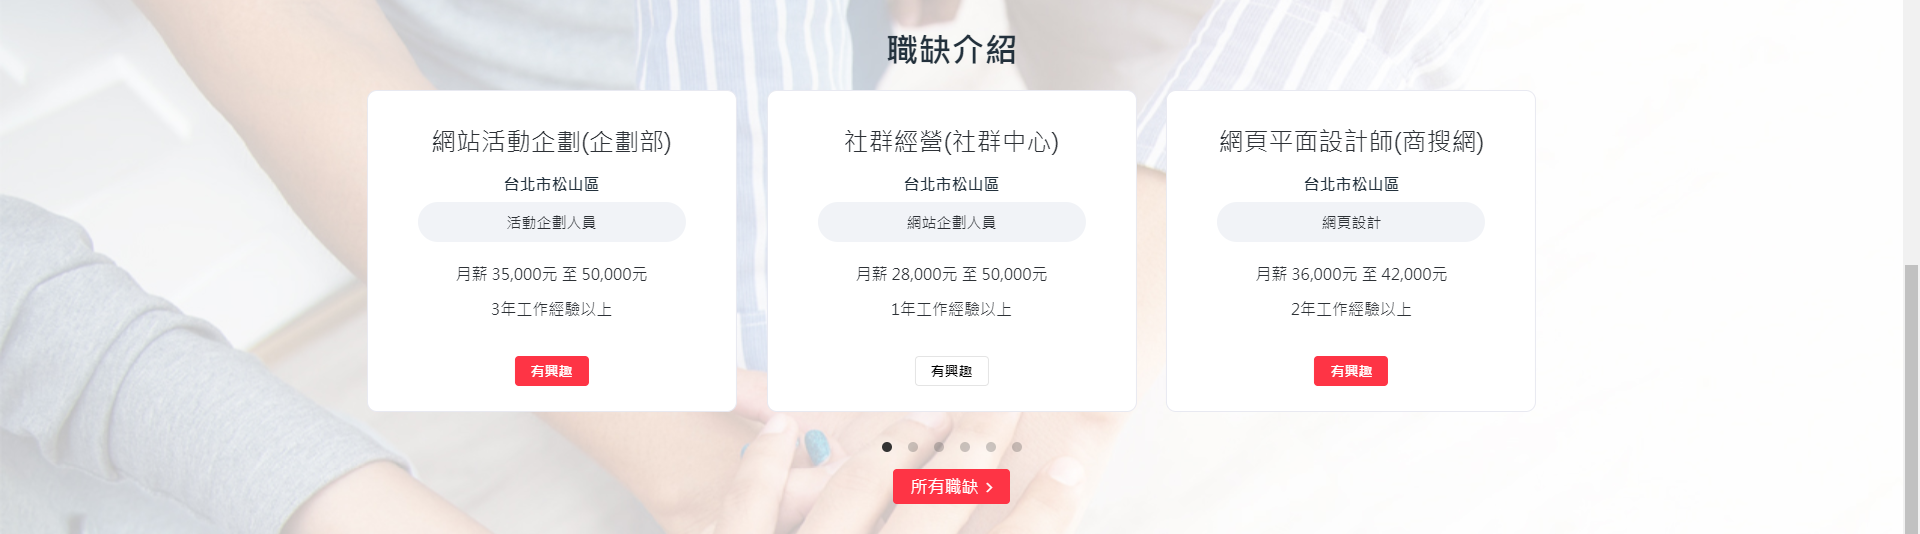 職缺介紹
網站活動企劃(企劃部)
台北市松山區
活動企劃人員
月薪 35,000元 至 50,000元
3年工作經驗以上
有興趣
社群經營(社群中心)
台北市松山區
網站企劃人員
月薪 28,000元 至 50,000元
1年工作經驗以上
有興趣
網頁平面設計師(商搜網)
台北市松山區
網頁設計
月薪 36,000元 至 42,000元
2年工作經驗以上
有興趣
所有職缺 >